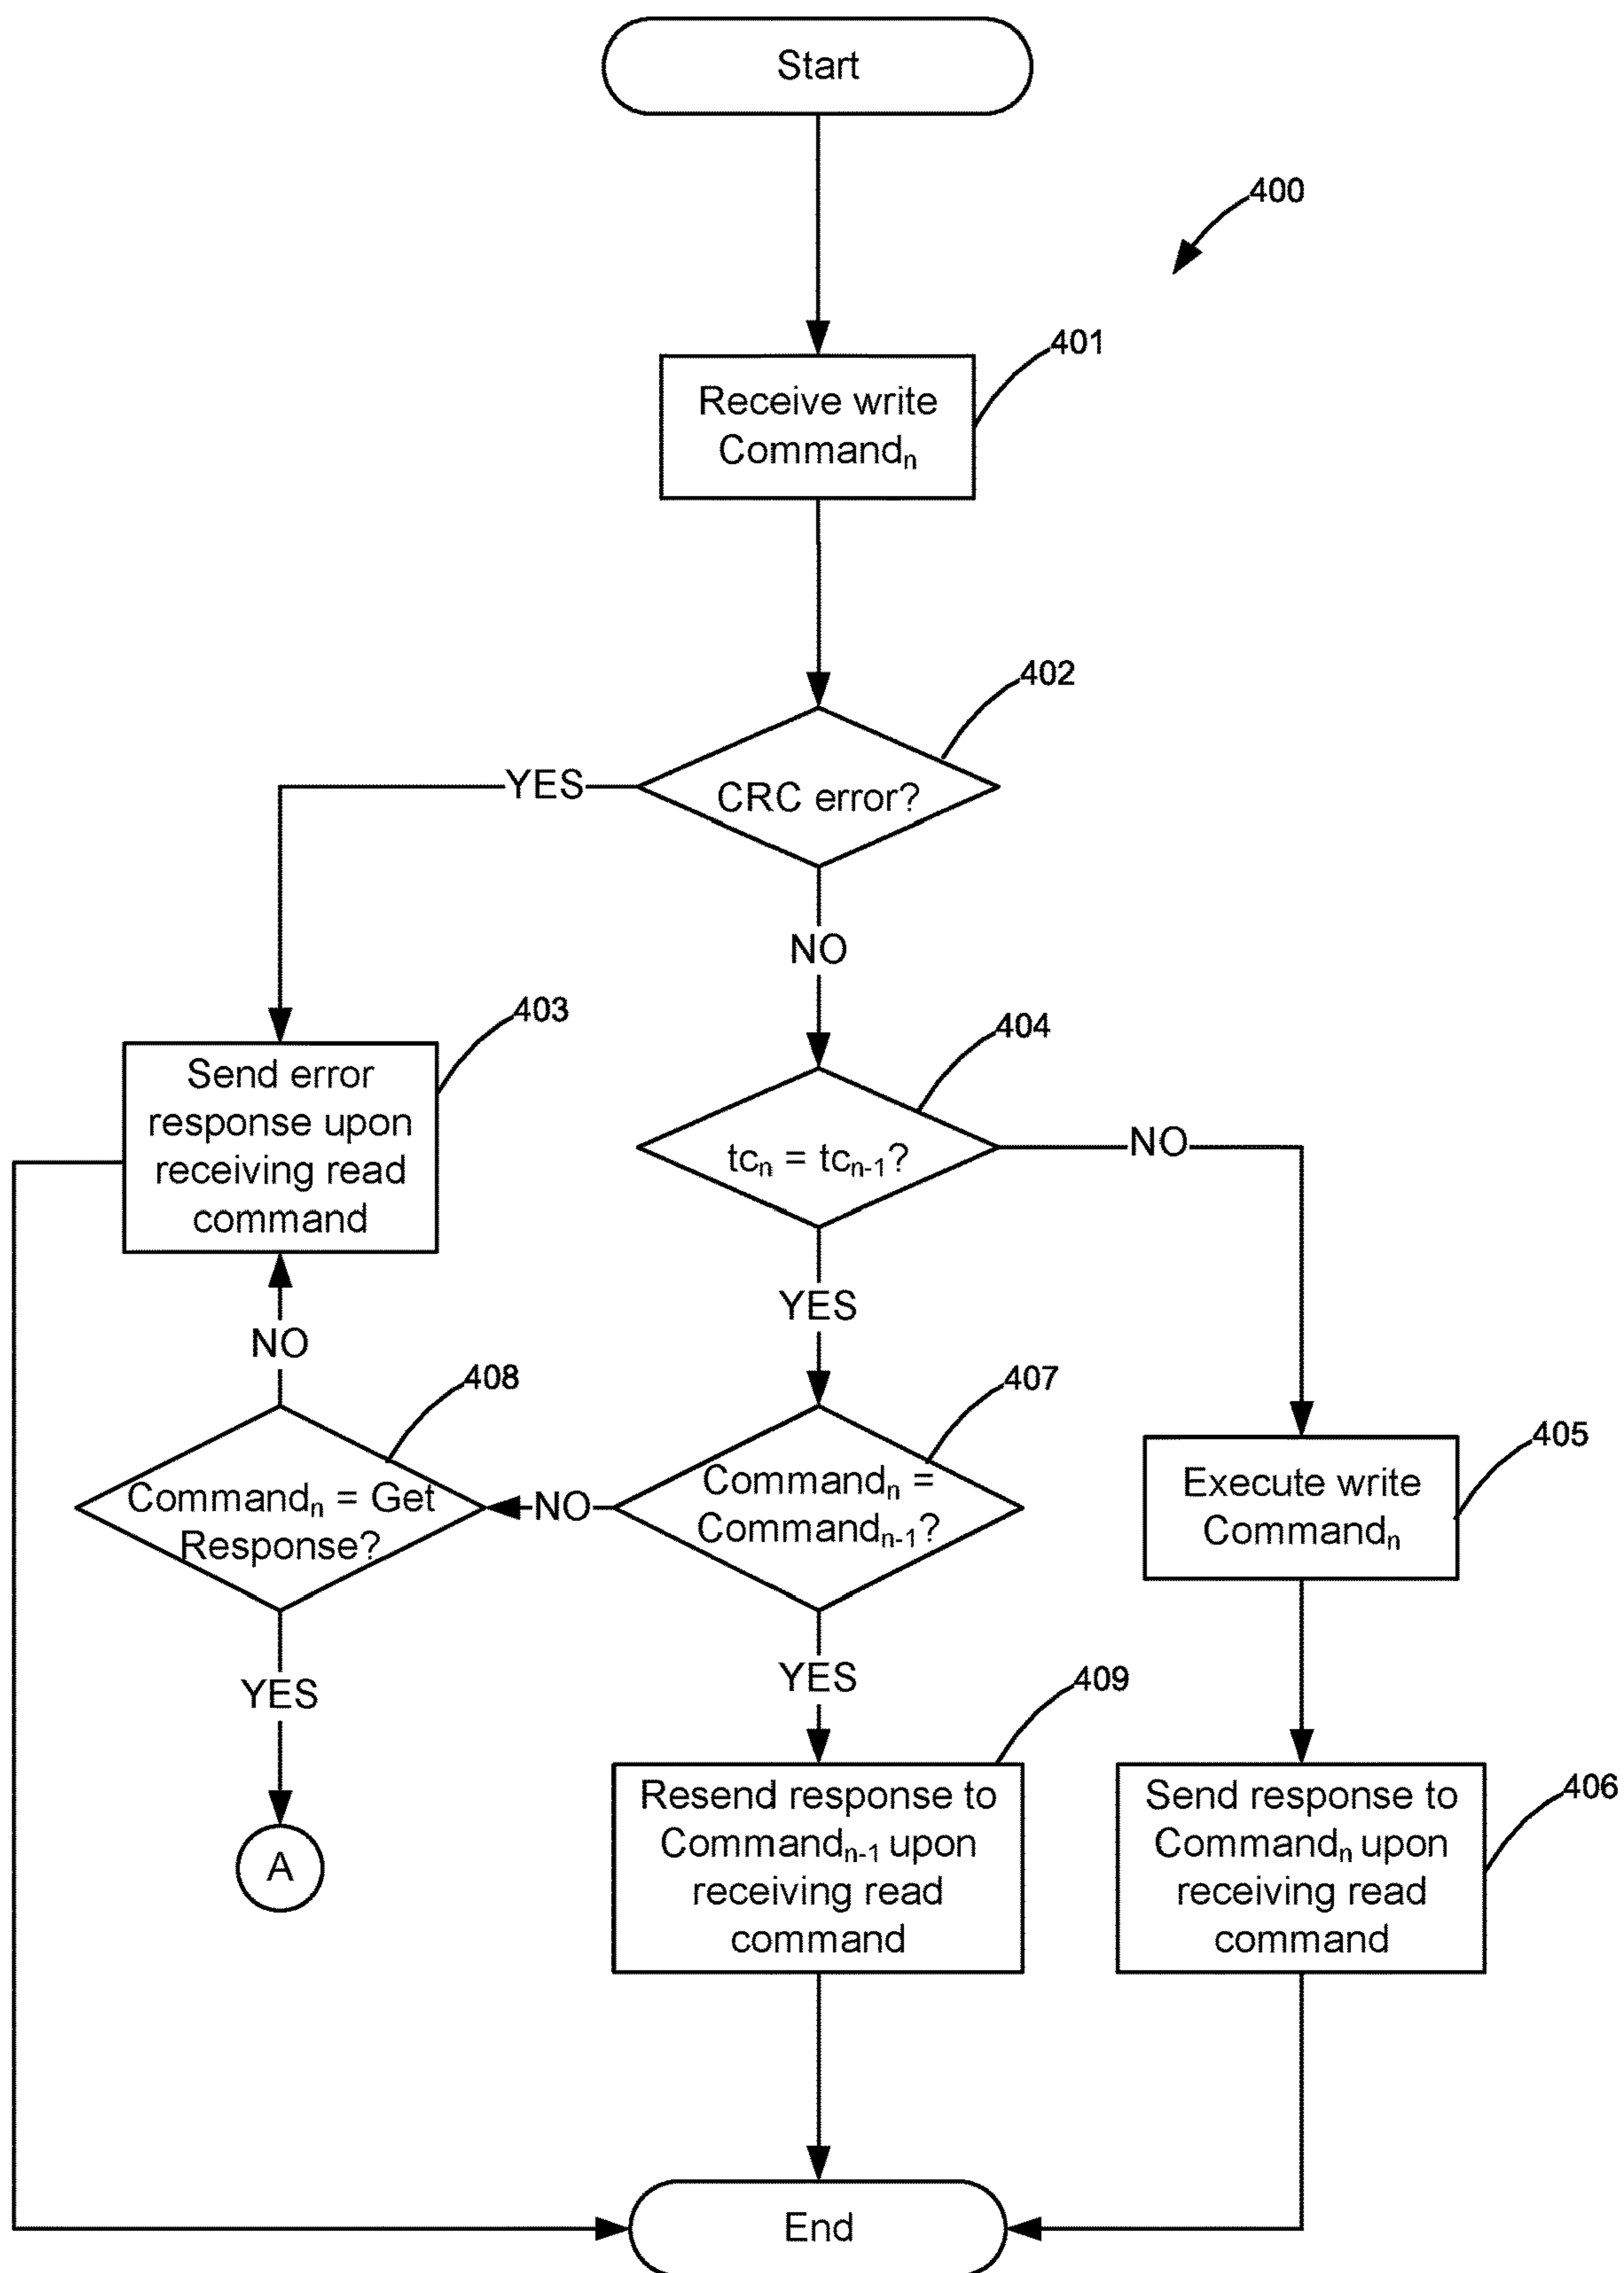 Start
400
401
Receive write
Commandₙ
402
CRC error?
YES
NO
403
Send error
response upon
receiving read
command
404
tcₙ = tcₙ₋₁?
NO
YES
NO
408
Commandₙ = Get
Response?
407
Commandₙ =
Commandₙ₋₁?
NO
405
Execute write
Commandₙ
YES
YES
A
409
Resend response to
Commandₙ₋₁ upon
receiving read
command
406
Send response to
Commandₙ upon
receiving read
command
End